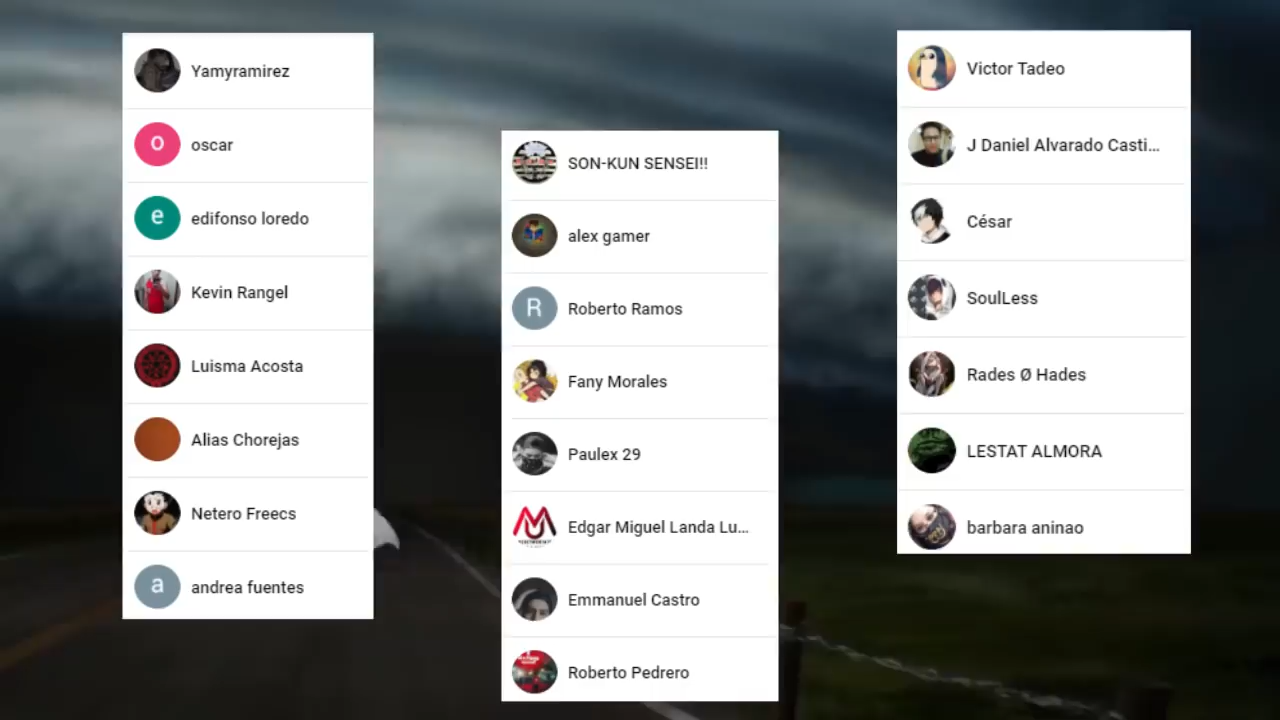 Yamyramirez
o
oscar
e
edifonso loredo
Kevin Rangel
Luisma Acosta
Alias Chorejas
Netero Freecs
a
andrea fuentes
SON-KUN SENSEI!!
alex gamer
R
Roberto Ramos
Fany Morales
Paulex 29
Edgar Miguel Landa Lu...
Emmanuel Castro
Roberto Pedrero
Victor Tadeo
J Daniel Alvarado Casti...
César
SoulLess
Rades Ø Hades
LESTAT ALMORA
barbara aninao